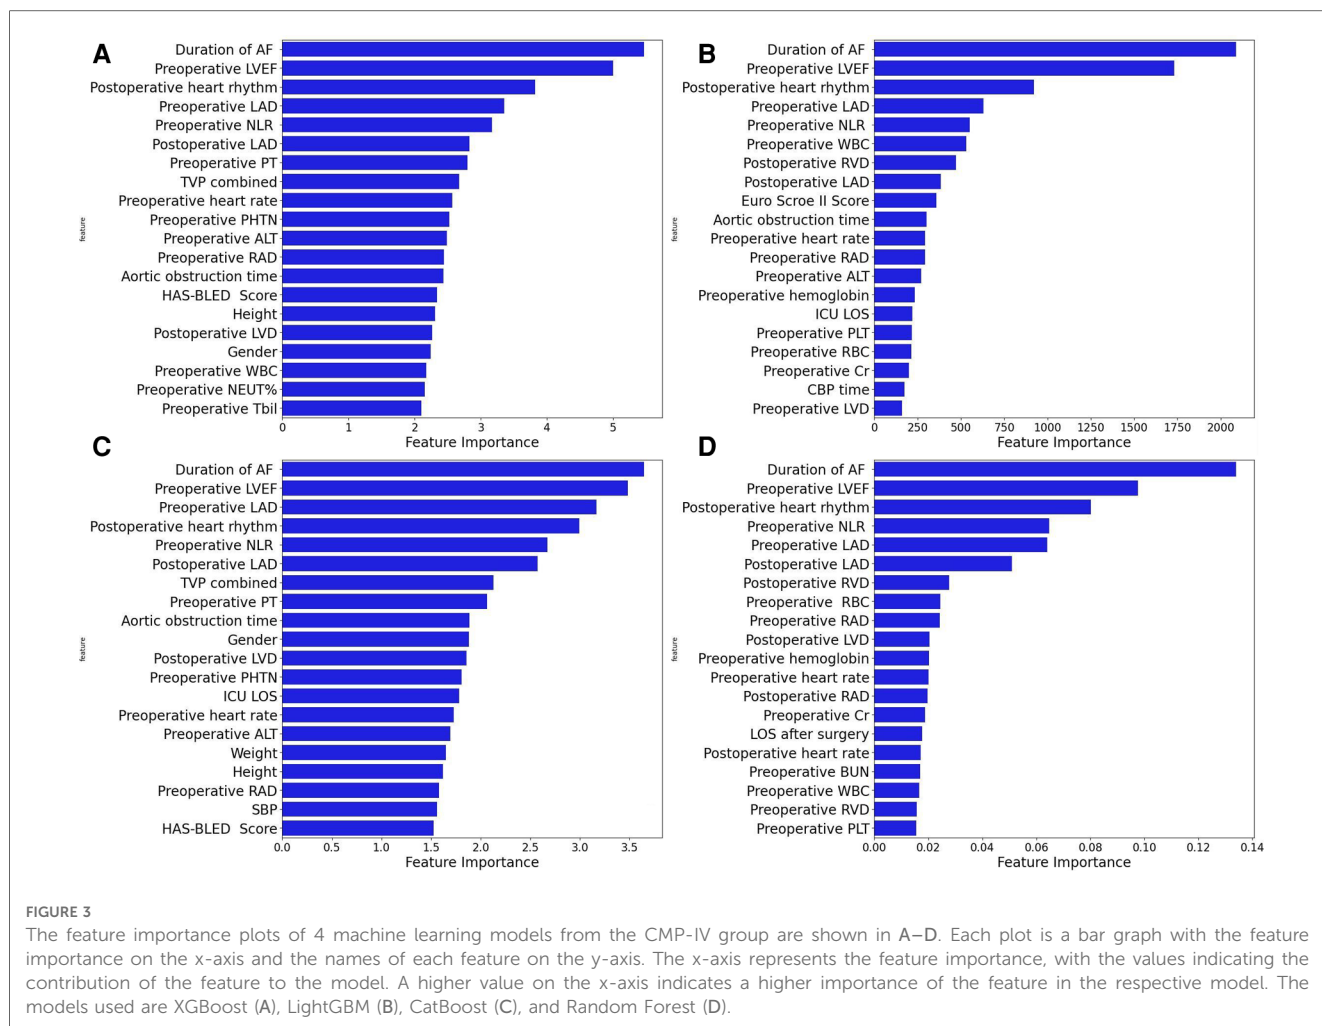 A
Duration of AF
Preoperative LVEF
Postoperative heart rhythm
Preoperative LAD
Preoperative NLR
Postoperative LAD
Preoperative PT
TVP combined
Preoperative heart rate
Preoperative PHTN
Preoperative ALT
Preoperative RAD
Aortic obstruction time
HAS-BLED  Score
Height
Postoperative LVD
Gender
Preoperative WBC
Preoperative NEUT%
Preoperative Tbil
feature
0 1 2 3 4 5
Feature Importance
B
Duration of AF
Preoperative LVEF
Postoperative heart rhythm
Preoperative LAD
Preoperative NLR
Preoperative WBC
Postoperative RVD
Postoperative LAD
Euro Scroe II Score
Aortic obstruction time
Preoperative heart rate
Preoperative RAD
Preoperative ALT
Preoperative hemoglobin
ICU LOS
Preoperative PLT
Preoperative RBC
Preoperative Cr
CBP time
Preoperative LVD
feature
0 250 500 750 1000 1250 1500 1750 2000
Feature Importance
C
Duration of AF
Preoperative LVEF
Preoperative LAD
Postoperative heart rhythm
Preoperative NLR
Postoperative LAD
TVP combined
Preoperative PT
Aortic obstruction time
Gender
Postoperative LVD
Preoperative PHTN
ICU LOS
Preoperative heart rate
Preoperative ALT
Weight
Height
Preoperative RAD
SBP
HAS-BLED  Score
feature
0.0 0.5 1.0 1.5 2.0 2.5 3.0 3.5
Feature Importance
D
Duration of AF
Preoperative LVEF
Postoperative heart rhythm
Preoperative NLR
Preoperative LAD
Postoperative LAD
Postoperative RVD
Preoperative  RBC
Preoperative RAD
Postoperative LVD
Preoperative hemoglobin
Preoperative heart rate
Postoperative RAD
Preoperative Cr
LOS after surgery
Postoperative heart rate
Preoperative BUN
Preoperative WBC
Preoperative RVD
Preoperative PLT
feature
0.00 0.02 0.04 0.06 0.08 0.10 0.12 0.14
Feature Importance
FIGURE 3
The feature importance plots of 4 machine learning models from the CMP-IV group are shown in A–D. Each plot is a bar graph with the feature
importance on the x-axis and the names of each feature on the y-axis. The x-axis represents the feature importance, with the values indicating the
contribution of the feature to the model. A higher value on the x-axis indicates a higher importance of the feature in the respective model. The
models used are XGBoost (A), LightGBM (B), CatBoost (C), and Random Forest (D).